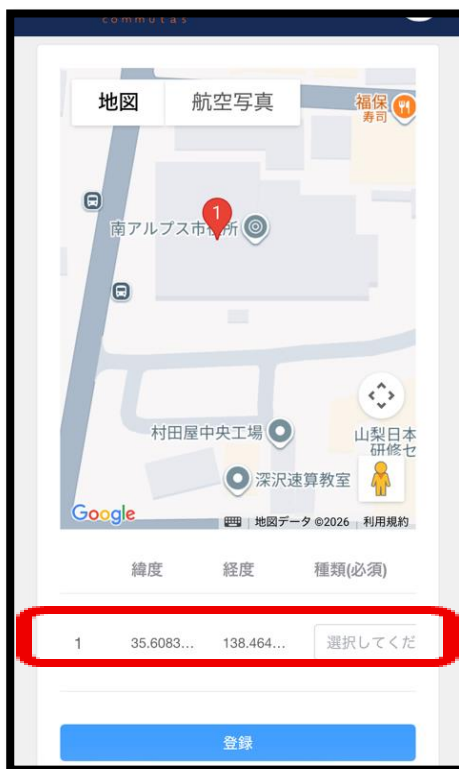 commutas
地図 航空写真
福保
寿司
1
南アルプス市役所
村田屋中央工場
山梨日本
研修セ
深沢速算教室
Google
地図データ ©2026 利用規約
緯度 経度 種類(必須)
1 35.6083... 138.464... 選択してくだ
登録